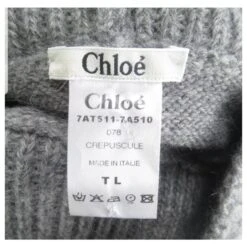 Chloé
Chloé
7AT511-7A510
078
CREPUSCULE
MADE IN ITALIE
T L